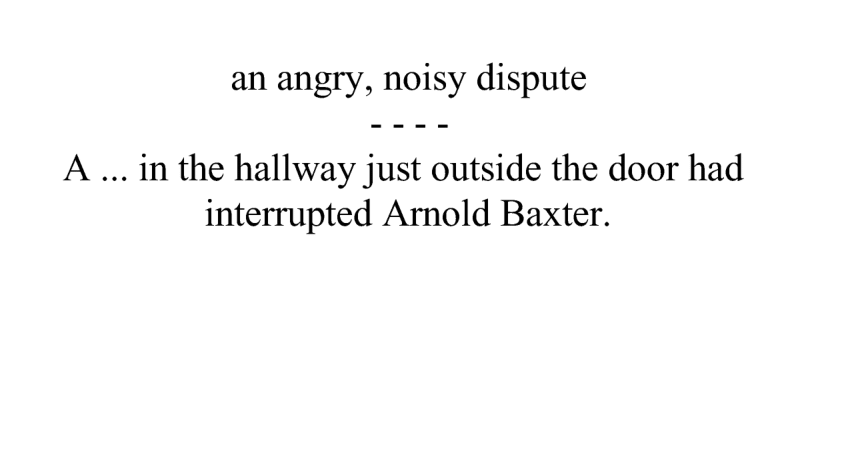 an angry, noisy dispute
- - - -
A ... in the hallway just outside the door had
interrupted Arnold Baxter.